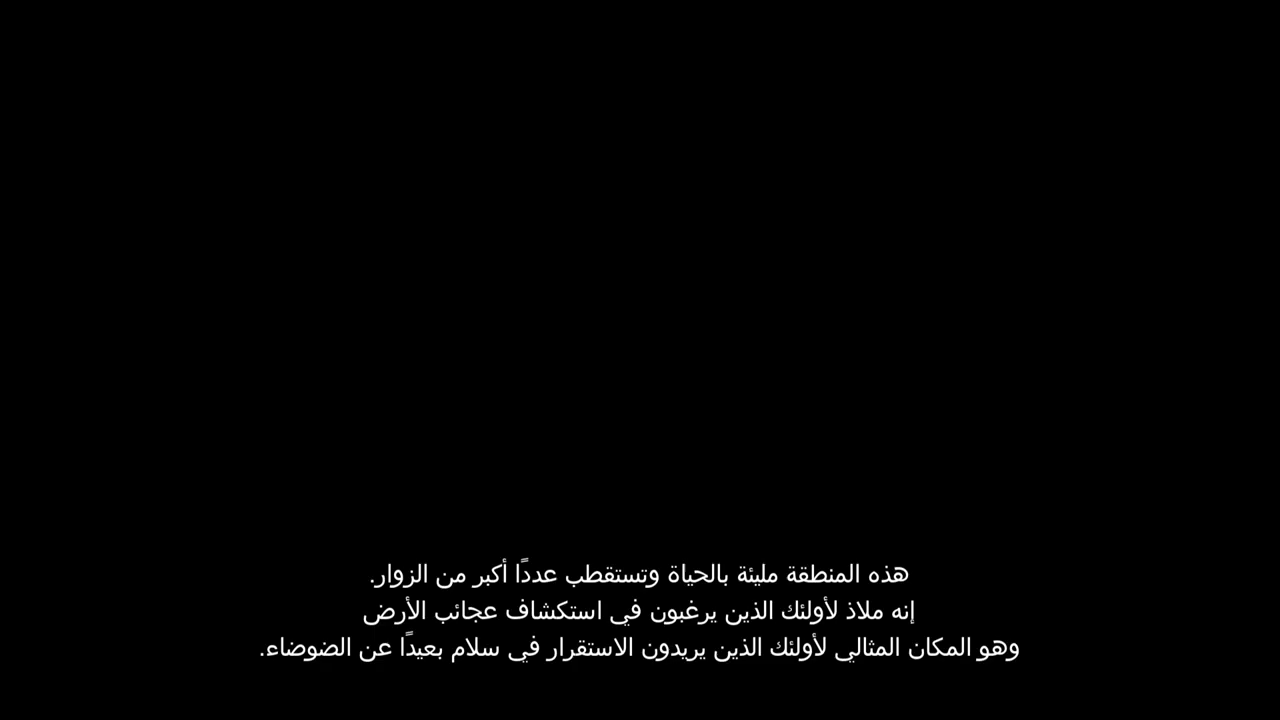 هذه المنطقة مليئة بالحياة وتستقطب عددًا أكبر من الزوار.
إنه ملاذ لأولئك الذين يرغبون في استكشاف عجائب الأرض
وهو المكان المثالي لأولئك الذين يريدون الاستقرار في سلام بعيدًا عن الضوضاء.